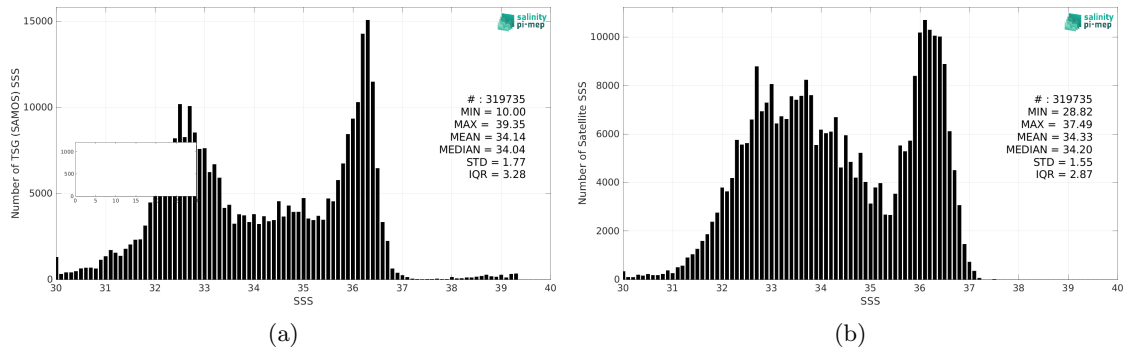 15000
10000
5000
0
Number of TSG (SAMOS) SSS
salinity
pi-mep
# : 319735
MIN = 10.00
MAX = 39.35
MEAN = 34.14
MEDIAN = 34.04
STD = 1.77
IQR = 3.28
1000
500
0
0 5 10 15 20 25
30 31 32 33 34 35 36 37 38 39 40
SSS
(a)
10000
8000
6000
4000
2000
0
Number of Satellite SSS
salinity
pi-mep
# : 319735
MIN = 28.82
MAX = 37.49
MEAN = 34.33
MEDIAN = 34.20
STD = 1.55
IQR = 2.87
30 31 32 33 34 35 36 37 38 39 40
SSS
(b)